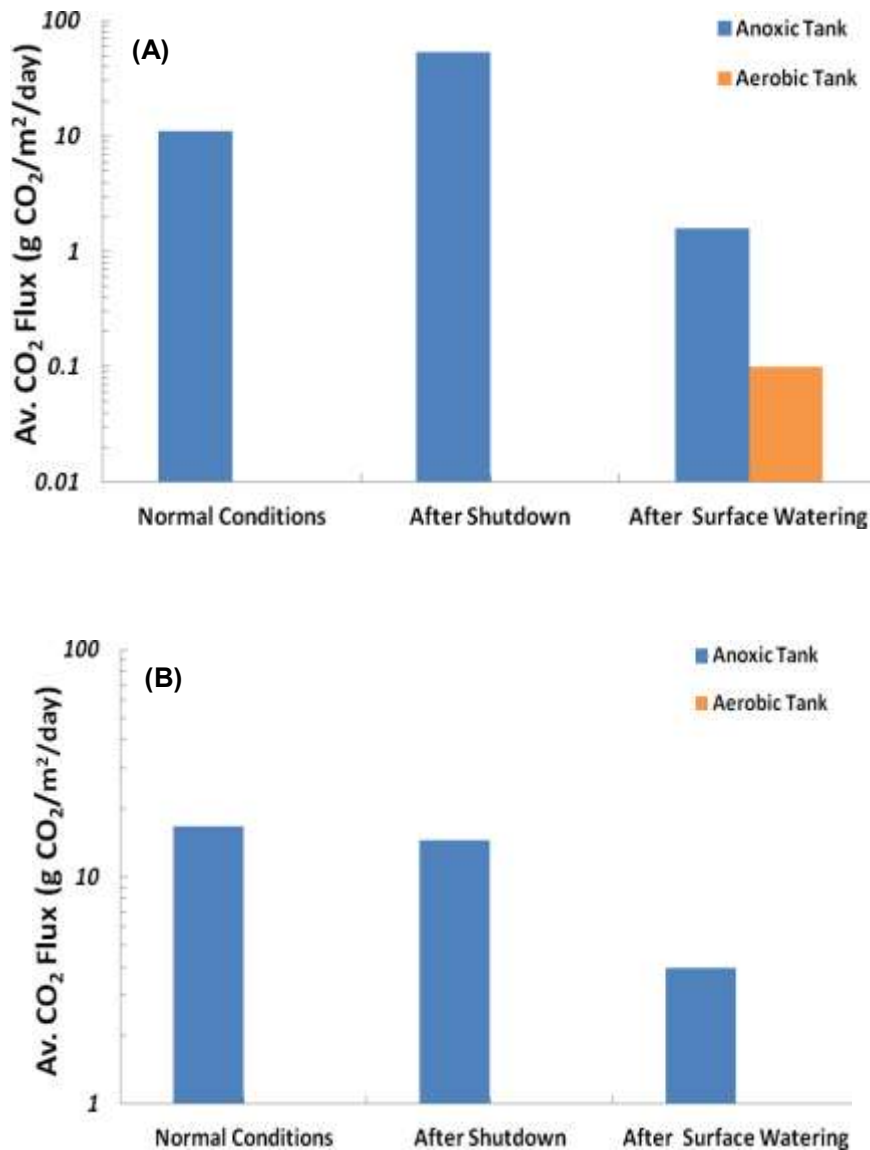 100
(A)
Anoxic Tank
Aerobic Tank
10
1
0.1
0.01
Av. CO₂ Flux (g CO₂/m²/day)
Normal Conditions
After Shutdown
After Surface Watering
100
(B)
Anoxic Tank
Aerobic Tank
10
1
Av. CO₂ Flux (g CO₂/m²/day)
Normal Conditions
After Shutdown
After Surface Watering